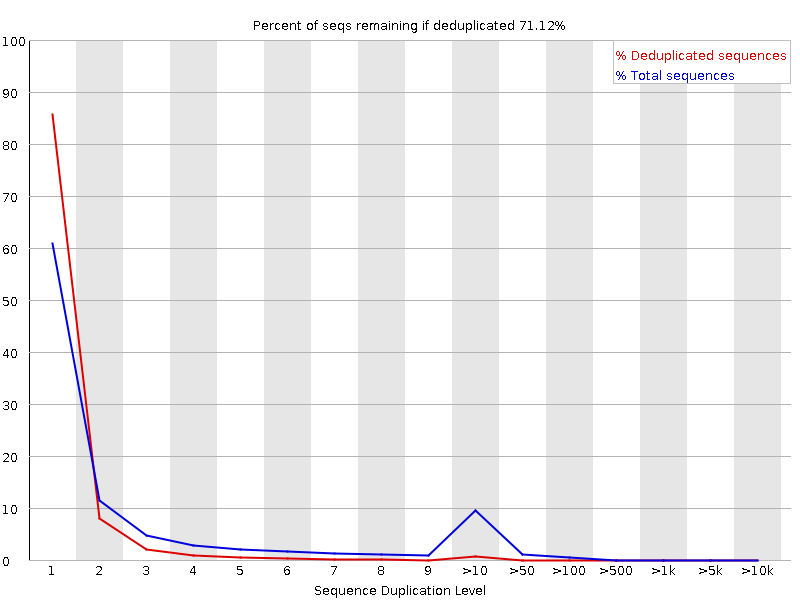 Percent of seqs remaining if deduplicated 71.12%
% Deduplicated sequences
% Total sequences
100
90
80
70
60
50
40
30
20
10
0
1 2 3 4 5 6 7 8 9 >10 >50 >100 >500 >1k >5k >10k
Sequence Duplication Level